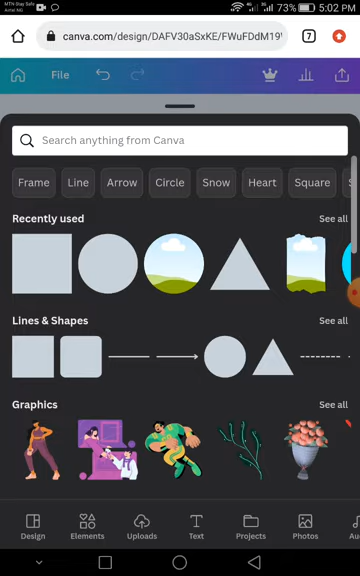 MTN-Stay Safe
Airtel NG
73% 5:02 PM
canva.com/design/DAFV30aSxKE/FWuFDdM19
7
File
Search anything from Canva
Frame Line Arrow Circle Snow Heart Square
Recently used See all
Lines & Shapes See all
Graphics See all
Design Elements Uploads Text Projects Photos Au